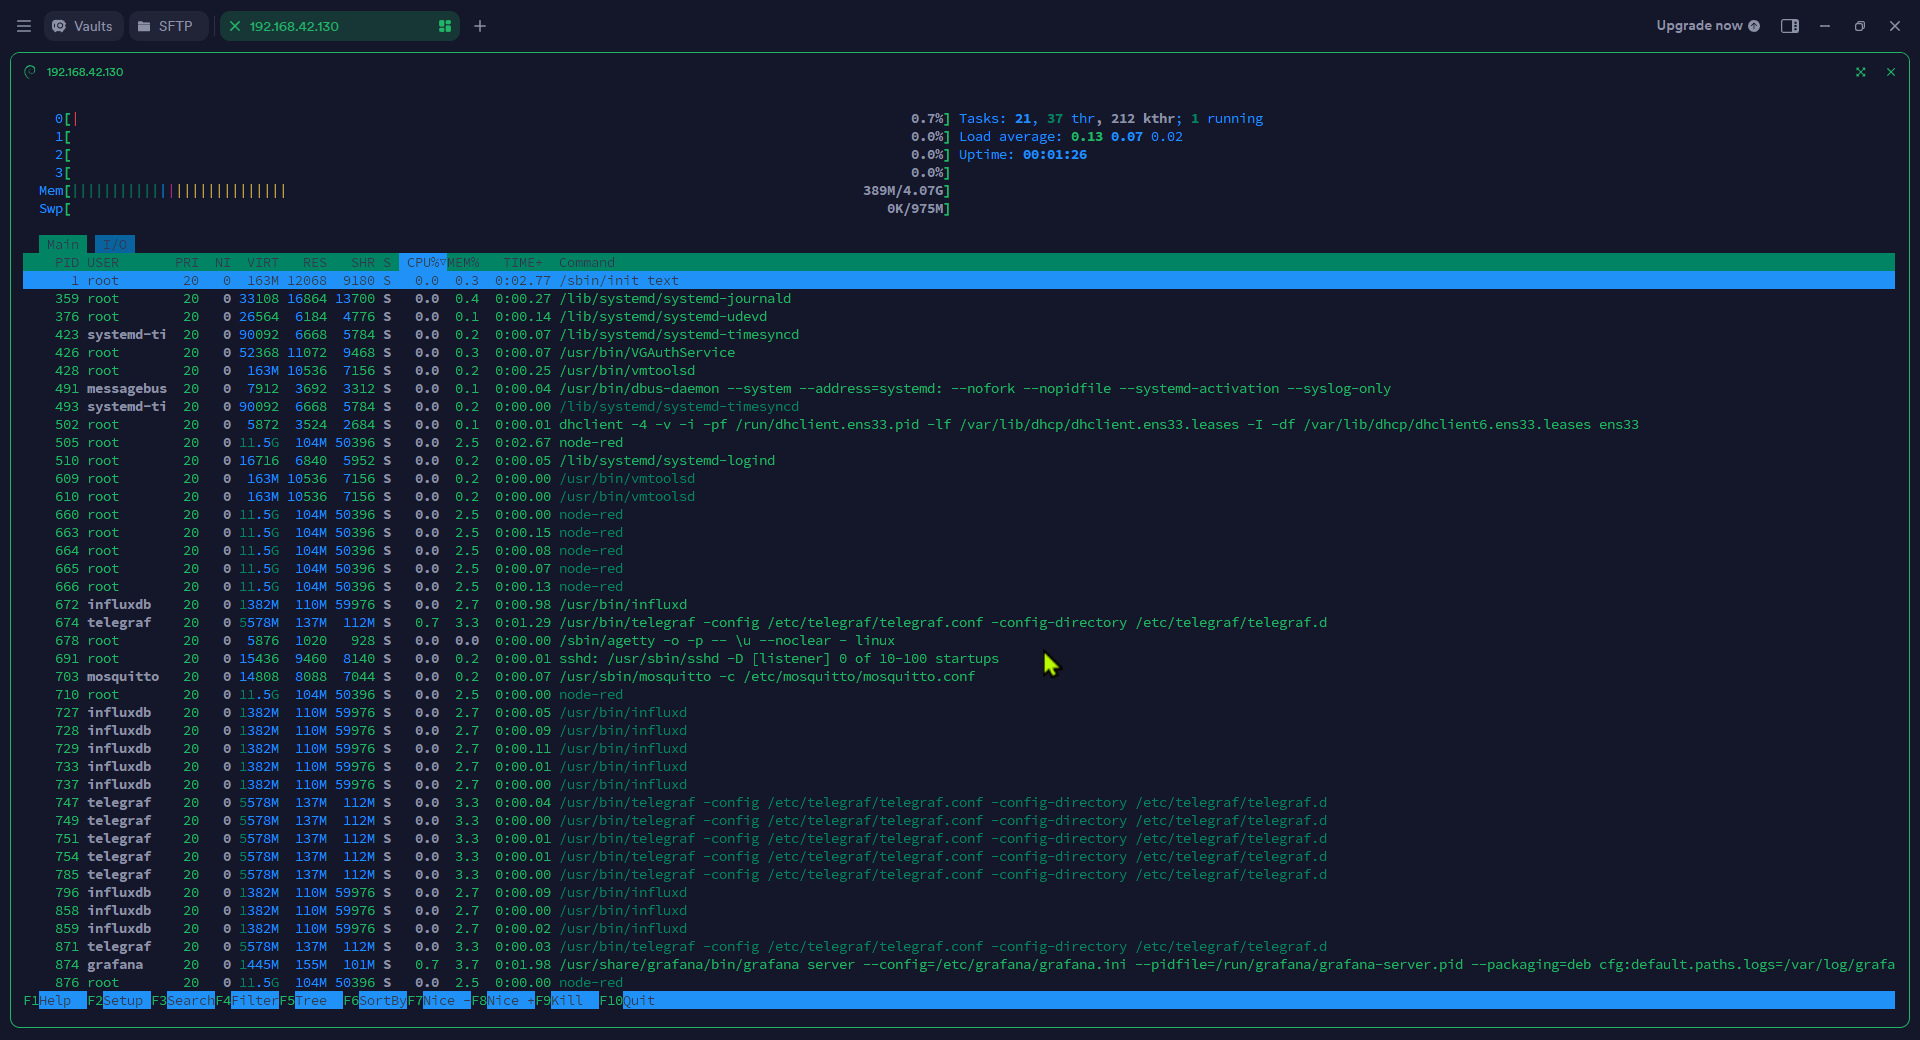 Vaults SFTP 192.168.42.130 Upgrade now
192.168.42.130
0[| 0.7%] Tasks: 21, 37 thr, 212 kthr; 1 running
1[ 0.0%] Load average: 0.13 0.07 0.02
2[ 0.0%] Uptime: 00:01:26
3[ 0.0%]
Mem[||||||||||||||||||||||||||| 389M/4.07G]
Swp[ 0K/975M]
Main I/O
PID USER PRI NI VIRT RES SHR S CPU%▽MEM% TIME+ Command
1 root 20 0 163M 12068 9180 S 0.0 0.3 0:02.77 /sbin/init text
359 root 20 0 33108 16864 13700 S 0.0 0.4 0:00.27 /lib/systemd/systemd-journald
376 root 20 0 26564 6184 4776 S 0.0 0.1 0:00.14 /lib/systemd/systemd-udevd
423 systemd-ti 20 0 90092 6668 5784 S 0.0 0.2 0:00.07 /lib/systemd/systemd-timesyncd
426 root 20 0 52368 11072 9468 S 0.0 0.3 0:00.07 /usr/bin/VGAuthService
428 root 20 0 163M 10536 7156 S 0.0 0.2 0:00.25 /usr/bin/vmtoolsd
491 messagebus 20 0 7912 3692 3312 S 0.0 0.1 0:00.04 /usr/bin/dbus-daemon --system --address=systemd: --nofork --nopidfile --systemd-activation --syslog-only
493 systemd-ti 20 0 90092 6668 5784 S 0.0 0.2 0:00.00 /lib/systemd/systemd-timesyncd
502 root 20 0 5872 3524 2684 S 0.0 0.1 0:00.01 dhclient -4 -v -i -pf /run/dhclient.ens33.pid -lf /var/lib/dhcp/dhclient.ens33.leases -I -df /var/lib/dhcp/dhclient6.ens33.leases ens33
505 root 20 0 11.5G 104M 50396 S 0.0 2.5 0:02.67 node-red
510 root 20 0 16716 6840 5952 S 0.0 0.2 0:00.05 /lib/systemd/systemd-logind
609 root 20 0 163M 10536 7156 S 0.0 0.2 0:00.00 /usr/bin/vmtoolsd
610 root 20 0 163M 10536 7156 S 0.0 0.2 0:00.00 /usr/bin/vmtoolsd
660 root 20 0 11.5G 104M 50396 S 0.0 2.5 0:00.00 node-red
663 root 20 0 11.5G 104M 50396 S 0.0 2.5 0:00.15 node-red
664 root 20 0 11.5G 104M 50396 S 0.0 2.5 0:00.08 node-red
665 root 20 0 11.5G 104M 50396 S 0.0 2.5 0:00.07 node-red
666 root 20 0 11.5G 104M 50396 S 0.0 2.5 0:00.13 node-red
672 influxdb 20 0 1382M 110M 59976 S 0.0 2.7 0:00.98 /usr/bin/influxd
674 telegraf 20 0 5578M 137M 112M S 0.7 3.3 0:01.29 /usr/bin/telegraf -config /etc/telegraf/telegraf.conf -config-directory /etc/telegraf/telegraf.d
678 root 20 0 5876 1020 928 S 0.0 0.0 0:00.00 /sbin/agetty -o -p -- \u --noclear - linux
691 root 20 0 15436 9460 8140 S 0.0 0.2 0:00.01 sshd: /usr/sbin/sshd -D [listener] 0 of 10-100 startups
703 mosquitto 20 0 14808 8088 7044 S 0.0 0.2 0:00.07 /usr/sbin/mosquitto -c /etc/mosquitto/mosquitto.conf
710 root 20 0 11.5G 104M 50396 S 0.0 2.5 0:00.00 node-red
727 influxdb 20 0 1382M 110M 59976 S 0.0 2.7 0:00.05 /usr/bin/influxd
728 influxdb 20 0 1382M 110M 59976 S 0.0 2.7 0:00.09 /usr/bin/influxd
729 influxdb 20 0 1382M 110M 59976 S 0.0 2.7 0:00.11 /usr/bin/influxd
733 influxdb 20 0 1382M 110M 59976 S 0.0 2.7 0:00.01 /usr/bin/influxd
737 influxdb 20 0 1382M 110M 59976 S 0.0 2.7 0:00.00 /usr/bin/influxd
747 telegraf 20 0 5578M 137M 112M S 0.0 3.3 0:00.04 /usr/bin/telegraf -config /etc/telegraf/telegraf.conf -config-directory /etc/telegraf/telegraf.d
749 telegraf 20 0 5578M 137M 112M S 0.0 3.3 0:00.00 /usr/bin/telegraf -config /etc/telegraf/telegraf.conf -config-directory /etc/telegraf/telegraf.d
751 telegraf 20 0 5578M 137M 112M S 0.0 3.3 0:00.01 /usr/bin/telegraf -config /etc/telegraf/telegraf.conf -config-directory /etc/telegraf/telegraf.d
754 telegraf 20 0 5578M 137M 112M S 0.0 3.3 0:00.01 /usr/bin/telegraf -config /etc/telegraf/telegraf.conf -config-directory /etc/telegraf/telegraf.d
785 telegraf 20 0 5578M 137M 112M S 0.0 3.3 0:00.00 /usr/bin/telegraf -config /etc/telegraf/telegraf.conf -config-directory /etc/telegraf/telegraf.d
796 influxdb 20 0 1382M 110M 59976 S 0.0 2.7 0:00.09 /usr/bin/influxd
858 influxdb 20 0 1382M 110M 59976 S 0.0 2.7 0:00.00 /usr/bin/influxd
859 influxdb 20 0 1382M 110M 59976 S 0.0 2.7 0:00.02 /usr/bin/influxd
871 telegraf 20 0 5578M 137M 112M S 0.0 3.3 0:00.03 /usr/bin/telegraf -config /etc/telegraf/telegraf.conf -config-directory /etc/telegraf/telegraf.d
874 grafana 20 0 1445M 155M 101M S 0.7 3.7 0:01.98 /usr/share/grafana/bin/grafana server --config=/etc/grafana/grafana.ini --pidfile=/run/grafana/grafana-server.pid --packaging=deb cfg:default.paths.logs=/var/log/grafa
876 root 20 0 11.5G 104M 50396 S 0.0 2.5 0:00.00 node-red
F1Help F2Setup F3SearchF4FilterF5Tree F6SortByF7Nice -F8Nice +F9Kill F10Quit